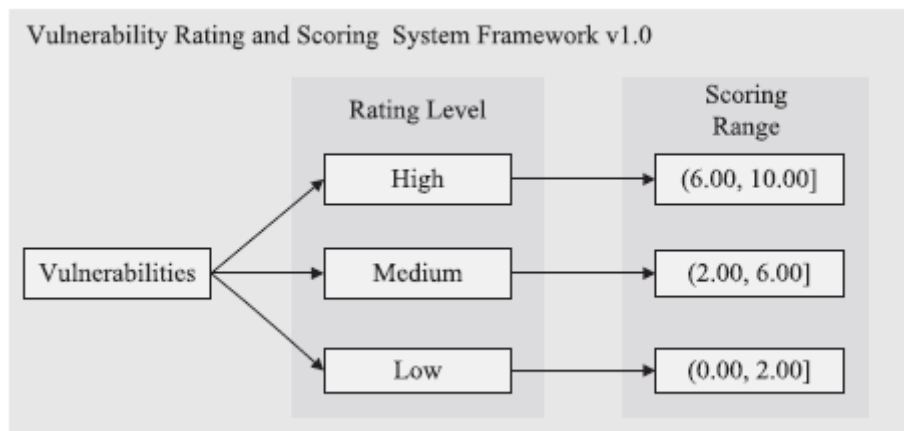 Vulnerability Rating and Scoring System Framework v1.0
Rating Level
Scoring
Range
High
(6.00, 10.00]
Vulnerabilities
Medium
(2.00, 6.00]
Low
(0.00, 2.00]